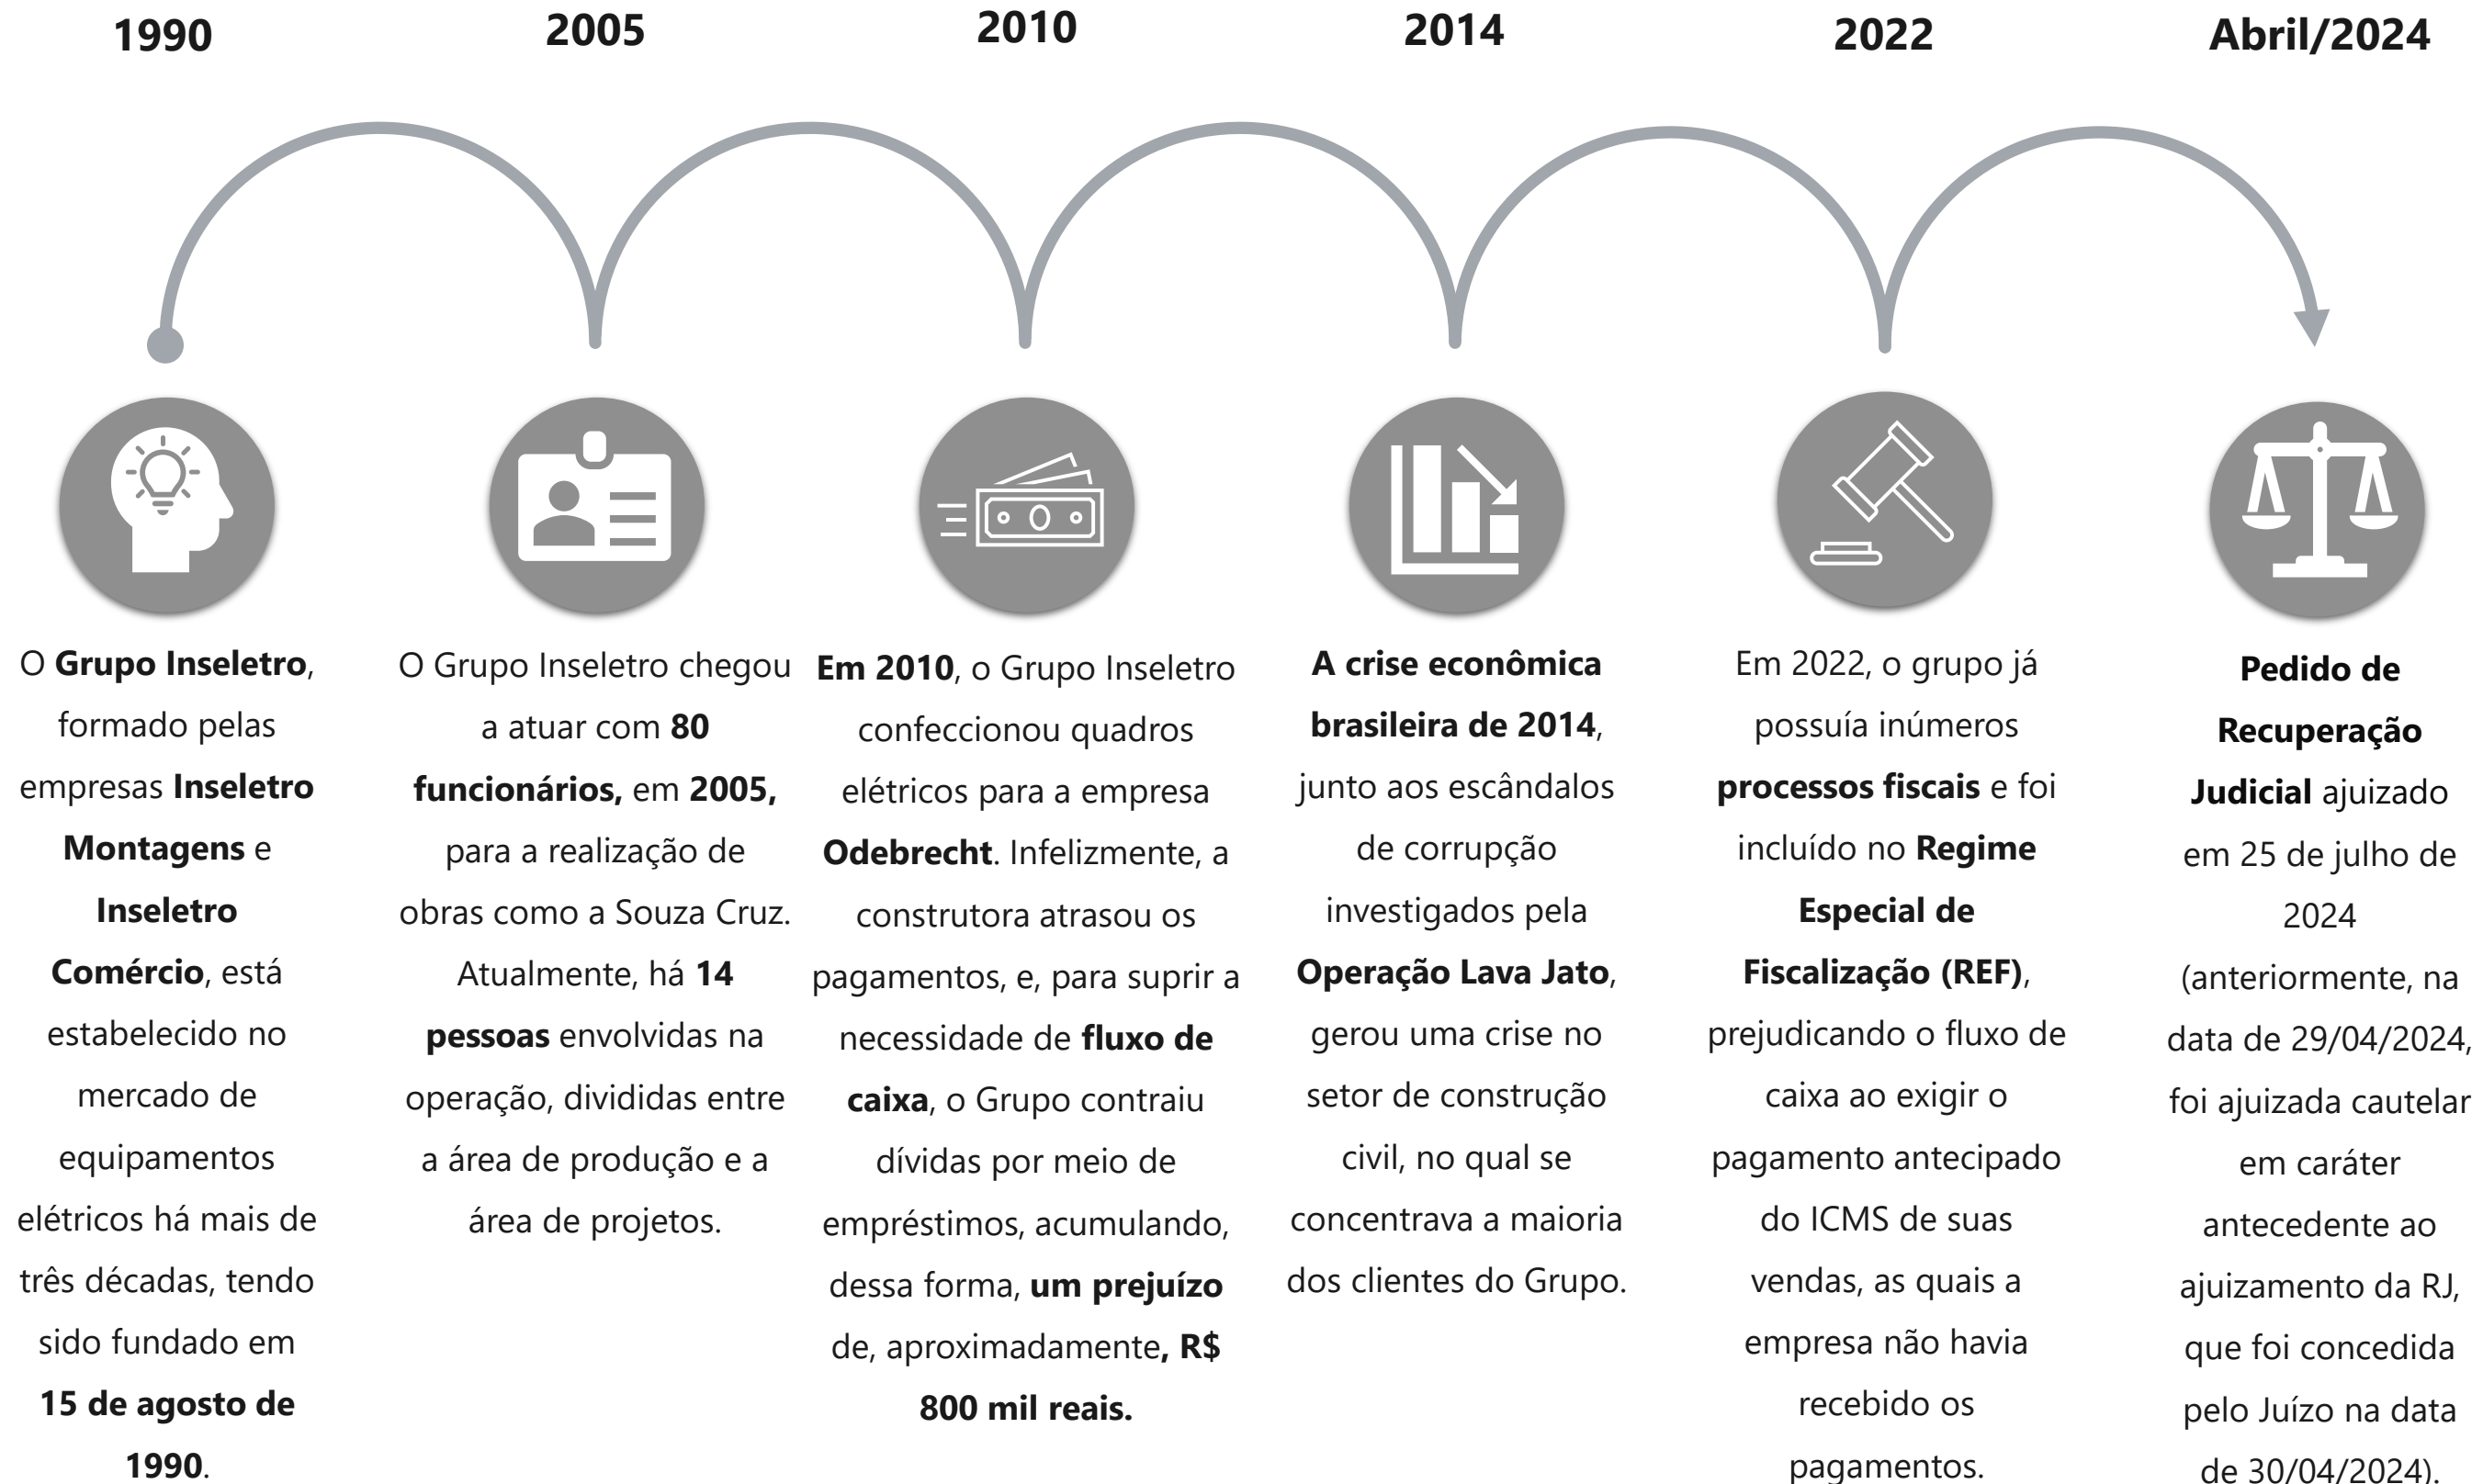 1990
O Grupo Inseletro,
formado pelas
empresas Inseletro
Montagens e
Inseletro
Comércio, está
estabelecido no
mercado de
equipamentos
elétricos há mais de
três décadas, tendo
sido fundado em
15 de agosto de
1990.
2005
O Grupo Inseletro chegou
a atuar com 80
funcionários, em 2005,
para a realização de
obras como a Souza Cruz.
Atualmente, há 14
pessoas envolvidas na
operação, divididas entre
a área de produção e a
área de projetos.
2010
Em 2010, o Grupo Inseletro
confeccionou quadros
elétricos para a empresa
Odebrecht. Infelizmente, a
construtora atrasou os
pagamentos, e, para suprir a
necessidade de fluxo de
caixa, o Grupo contraiu
dívidas por meio de
empréstimos, acumulando,
dessa forma, um prejuízo
de, aproximadamente, R$
800 mil reais.
2014
A crise econômica
brasileira de 2014,
junto aos escândalos
de corrupção
investigados pela
Operação Lava Jato,
gerou uma crise no
setor de construção
civil, no qual se
concentrava a maioria
dos clientes do Grupo.
2022
Em 2022, o grupo já
possuía inúmeros
processos fiscais e foi
incluído no Regime
Especial de
Fiscalização (REF),
prejudicando o fluxo de
caixa ao exigir o
pagamento antecipado
do ICMS de suas
vendas, as quais a
empresa não havia
recebido os
pagamentos.
Abril/2024
Pedido de
Recuperação
Judicial ajuizado
em 25 de julho de
2024
(anteriormente, na
data de 29/04/2024,
foi ajuizada cautelar
em caráter
antecedente ao
ajuizamento da RJ,
que foi concedida
pelo Juízo na data
de 30/04/2024).